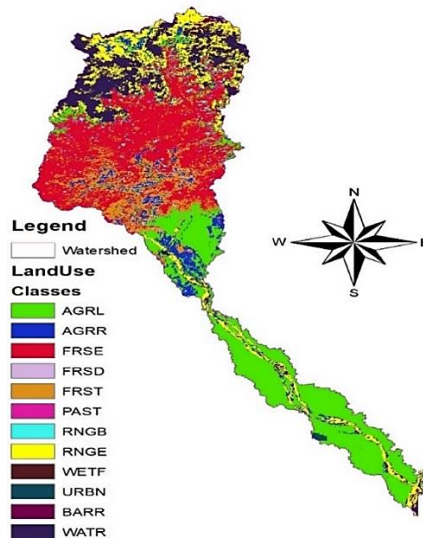 N
W
E
S
Legend
Watershed
LandUse
Classes
AGRL
AGRR
FRSE
FRSD
FRST
PAST
RNGB
RNGE
WETF
URBN
BARR
WATR